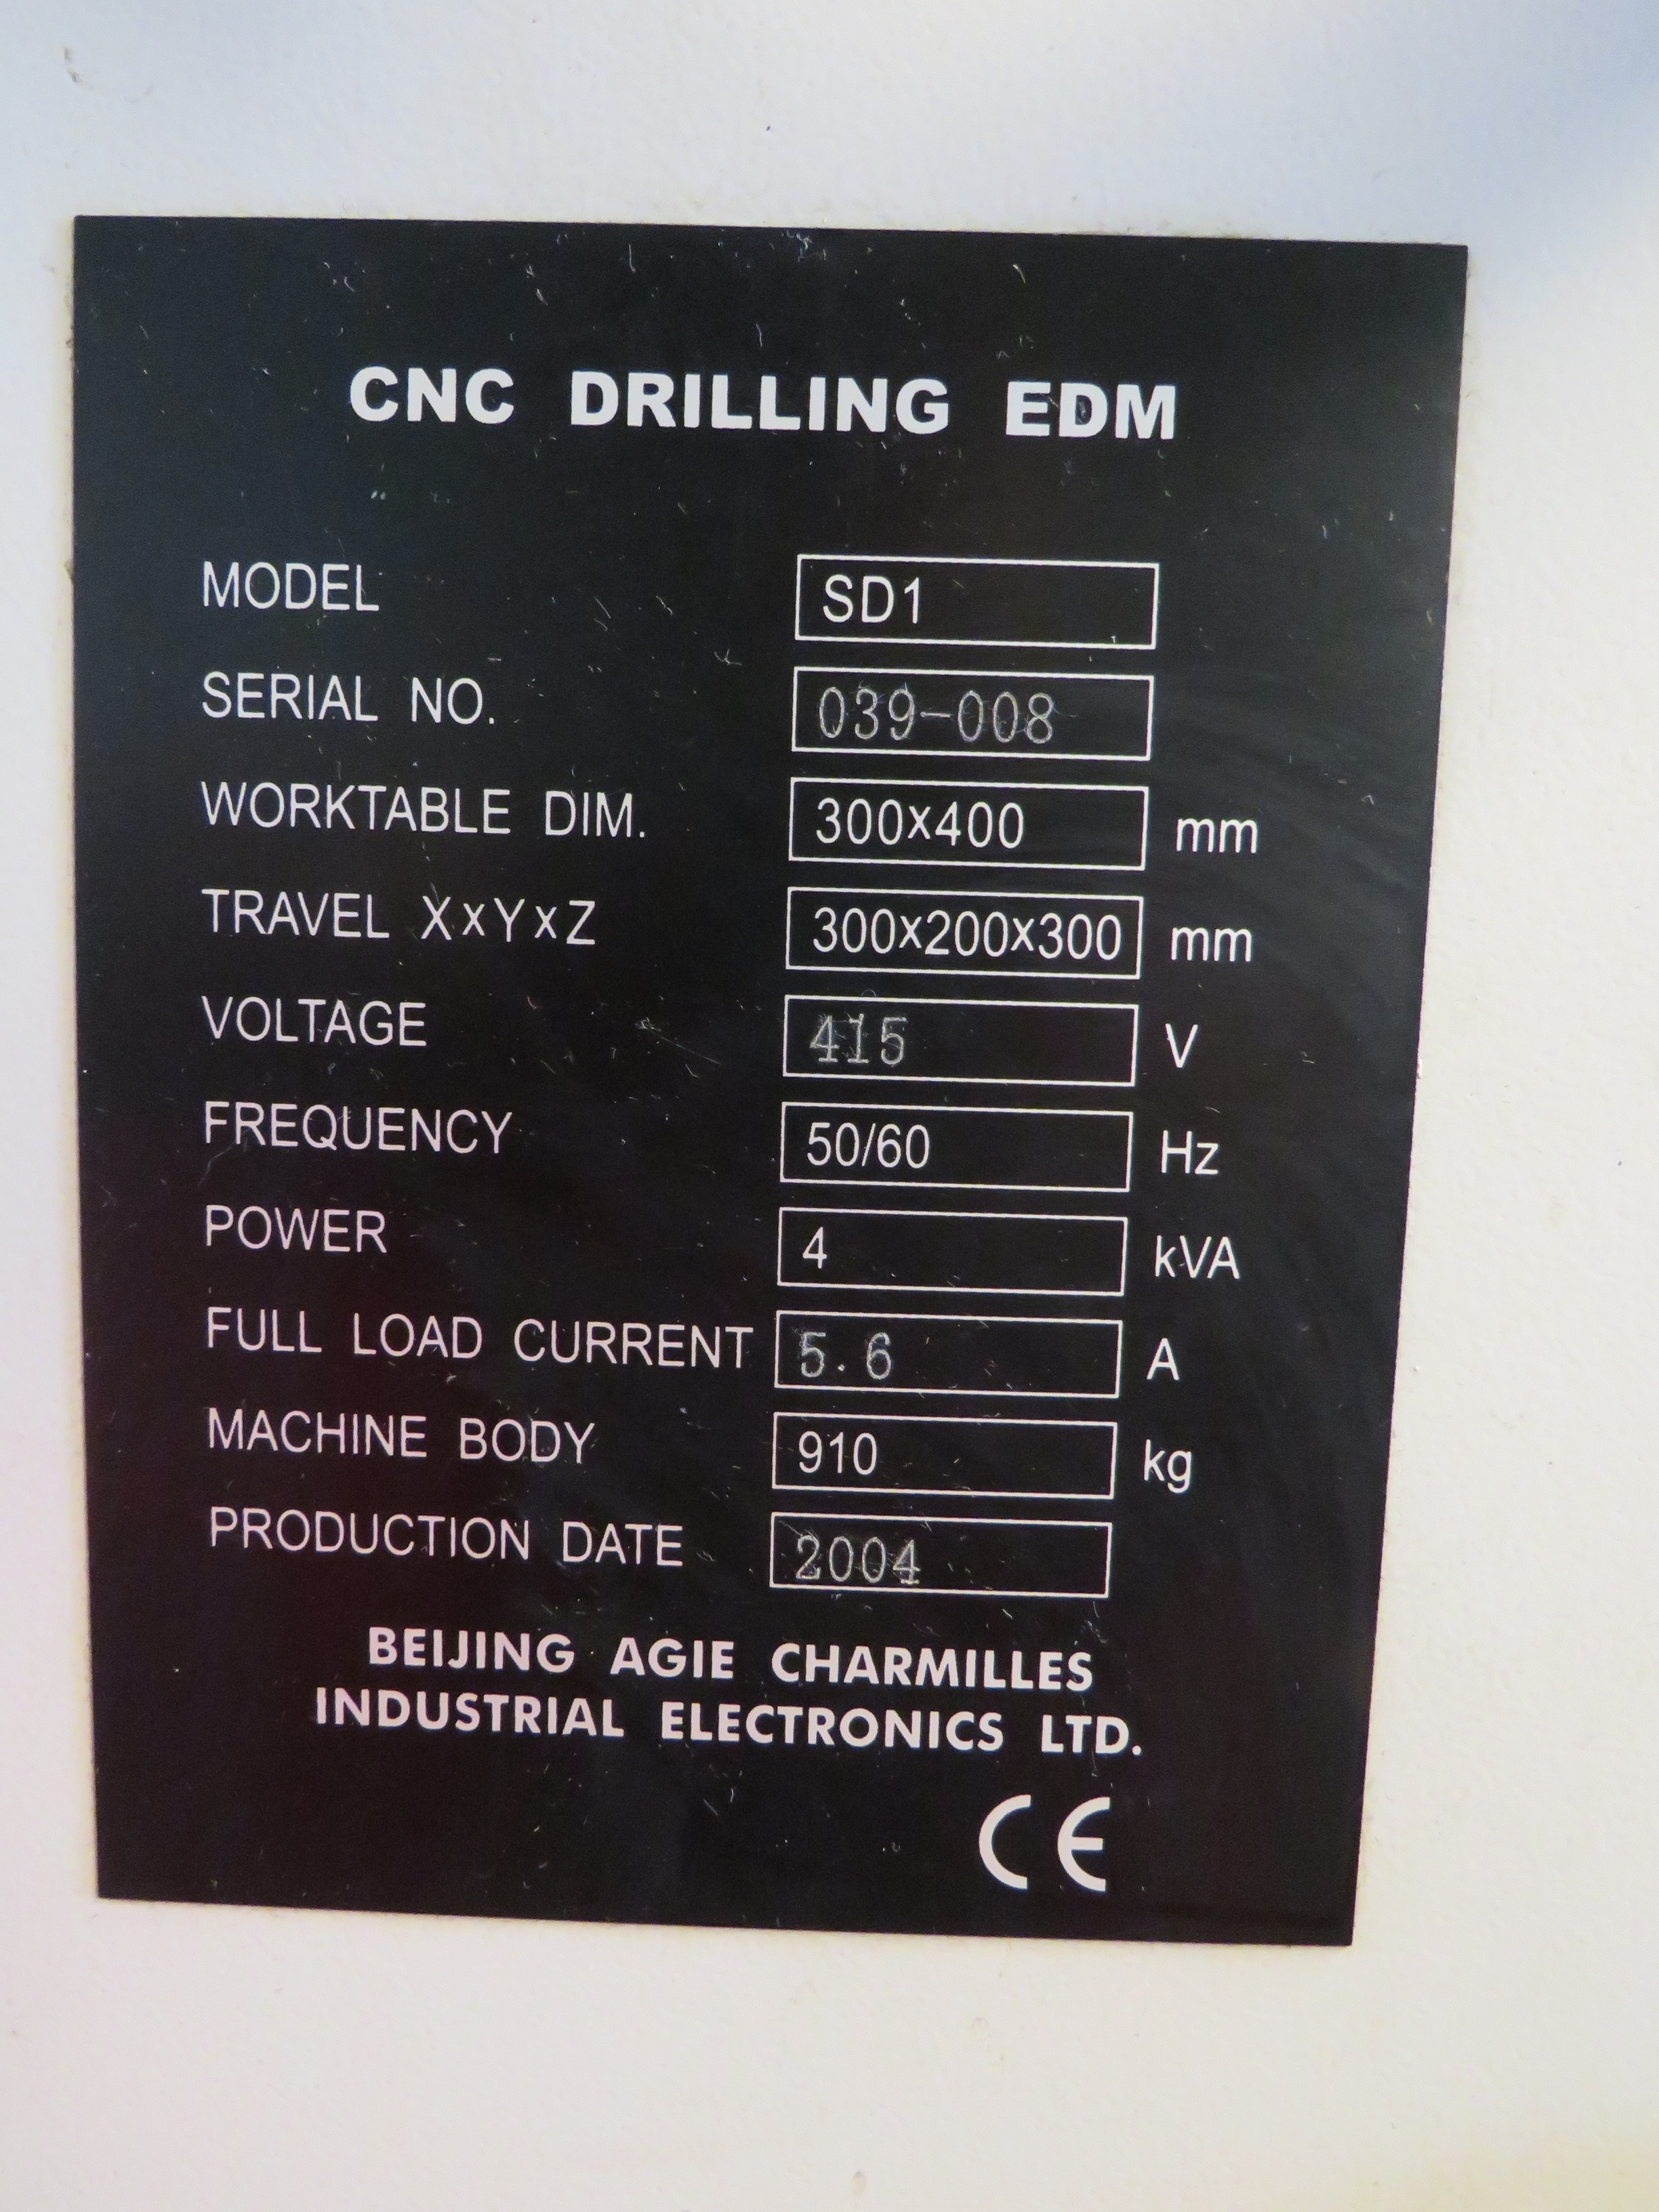 CNC DRILLING EDM
MODEL SD1
SERIAL NO. 039-008
WORKTABLE DIM. 300x400 mm
TRAVEL XxYxZ 300x200x300 mm
VOLTAGE 415 V
FREQUENCY 50/60 Hz
POWER 4 kVA
FULL LOAD CURRENT 5.6 A
MACHINE BODY 910 kg
PRODUCTION DATE 2004
BEIJING AGIE CHARMILLES
INDUSTRIAL ELECTRONICS LTD.
CE